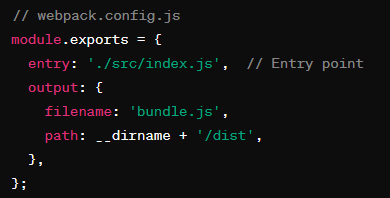 // webpack.config.js
module.exports = {
  entry: './src/index.js',  // Entry point
  output: {
    filename: 'bundle.js',
    path: __dirname + '/dist',
  },
};